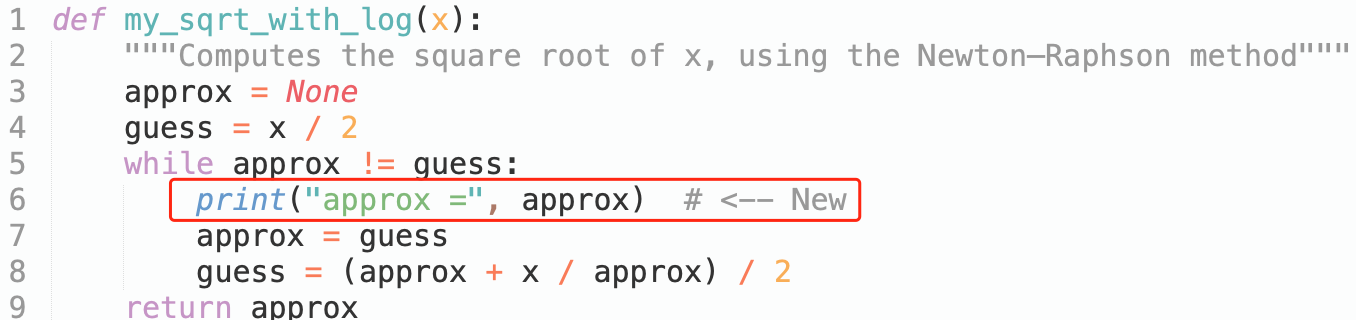 1 def my_sqrt_with_log(x):
2     """Computes the square root of x, using the Newton–Raphson method"""
3     approx = None
4     guess = x / 2
5     while approx != guess:
6         print("approx =", approx)  # <-- New
7         approx = guess
8         guess = (approx + x / approx) / 2
9     return approx